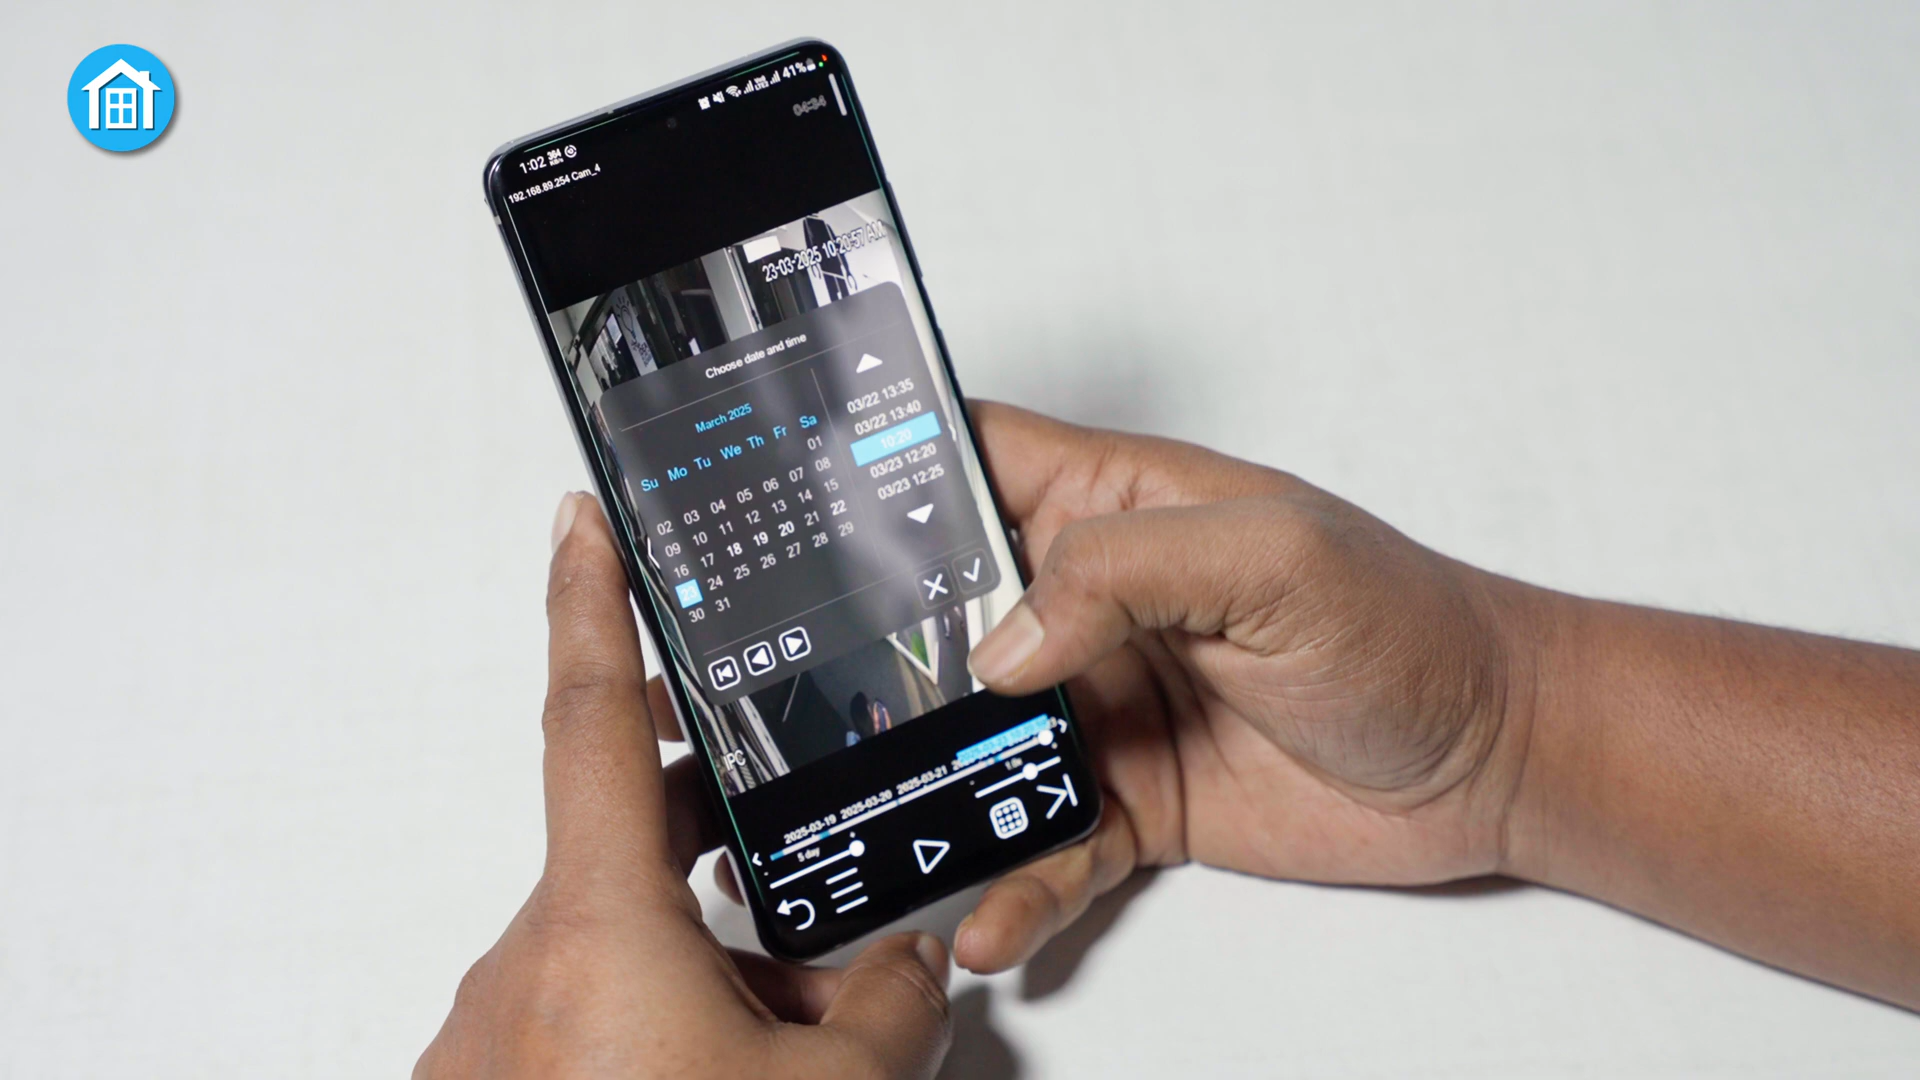 1:02 364 KB/s 41%
04:34
192.168.89.254 Cam_4
23-03-2025 10:20:57 AM
Choose date and time
March 2025
Su Mo Tu We Th Fr Sa
01
02 03 04 05 06 07 08
09 10 11 12 13 14 15
16 17 18 19 20 21 22
23 24 25 26 27 28 29
30 31
03/22 13:35
03/22 13:40
10:20
03/23 12:20
03/23 12:25
IPC
2025-03-19 2025-03-20 2025-03-21
5 day